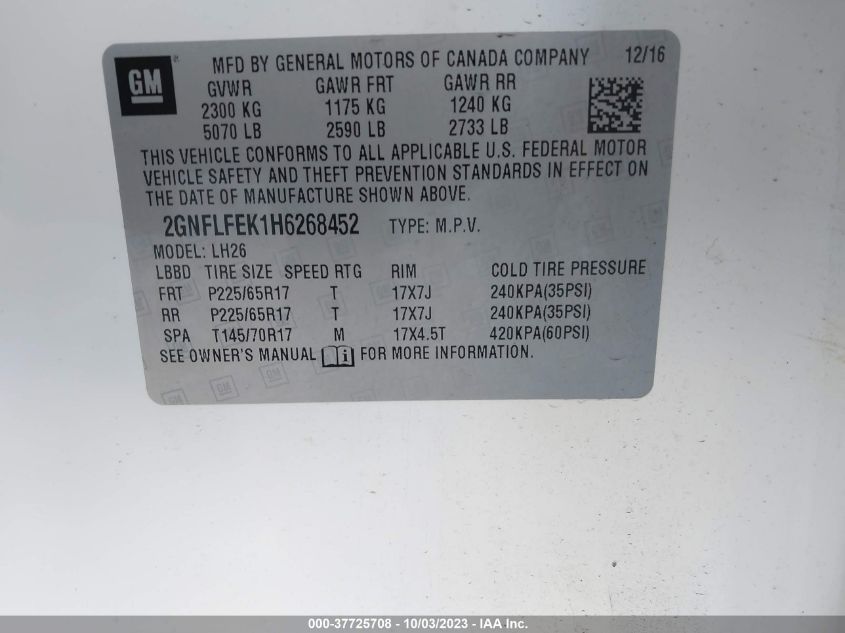 GM MFD BY GENERAL MOTORS OF CANADA COMPANY 12/16
GVWR GAWR FRT GAWR RR
2300 KG 1175 KG 1240 KG
5070 LB 2590 LB 2733 LB
THIS VEHICLE CONFORMS TO ALL APPLICABLE U.S. FEDERAL MOTOR
VEHICLE SAFETY AND THEFT PREVENTION STANDARDS IN EFFECT ON
THE DATE OF MANUFACTURE SHOWN ABOVE.
2GNFLFEK1H6268452 TYPE: M.P.V.
MODEL: LH26
LBBD TIRE SIZE SPEED RTG RIM COLD TIRE PRESSURE
FRT P225/65R17 T 17X7J 240KPA(35PSI)
RR P225/65R17 T 17X7J 240KPA(35PSI)
SPA T145/70R17 M 17X4.5T 420KPA(60PSI)
SEE OWNER'S MANUAL FOR MORE INFORMATION.
000-37725708 - 10/03/2023 - IAA Inc.